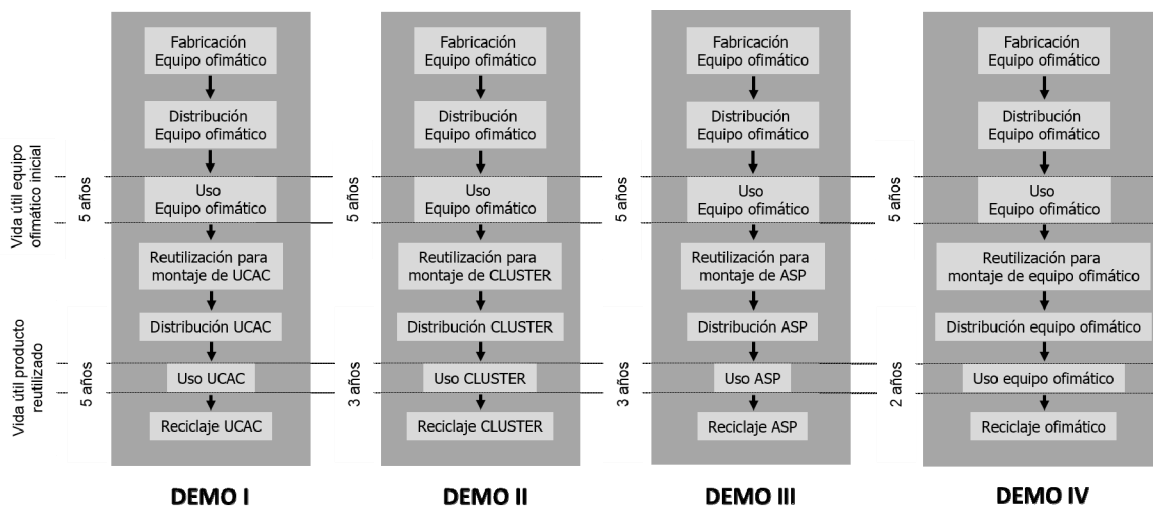 Vida útil equipo
ofimático inicial
Vida útil producto
reutilizado
5 años
5 años
Fabricación
Equipo ofimático
Distribución
Equipo ofimático
Uso
Equipo ofimático
Reutilización para
montaje de UCAC
Distribución UCAC
Uso UCAC
Reciclaje UCAC
DEMO I
5 años
3 años
Fabricación
Equipo ofimático
Distribución
Equipo ofimático
Uso
Equipo ofimático
Reutilización para
montaje de CLUSTER
Distribución CLUSTER
Uso CLUSTER
Reciclaje CLUSTER
DEMO II
5 años
3 años
Fabricación
Equipo ofimático
Distribución
Equipo ofimático
Uso
Equipo ofimático
Reutilización para
montaje de ASP
Distribución ASP
Uso ASP
Reciclaje ASP
DEMO III
5 años
2 años
Fabricación
Equipo ofimático
Distribución
Equipo ofimático
Uso
Equipo ofimático
Reutilización para
montaje de equipo ofimático
Distribución equipo ofimático
Uso equipo ofimático
Reciclaje ofimático
DEMO IV